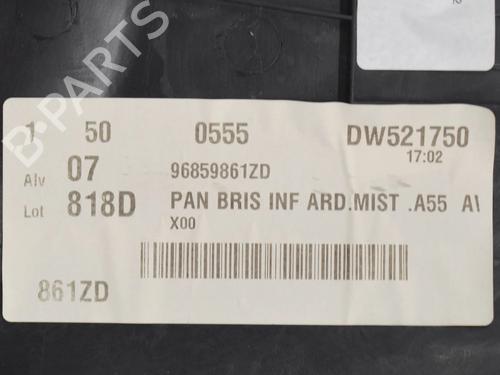 B-PARTS
1 50 0555 DW521750
17:02
Alv 07 96859861ZD
Lot 818D PAN BRIS INF ARD.MIST .A55
X00
861ZD